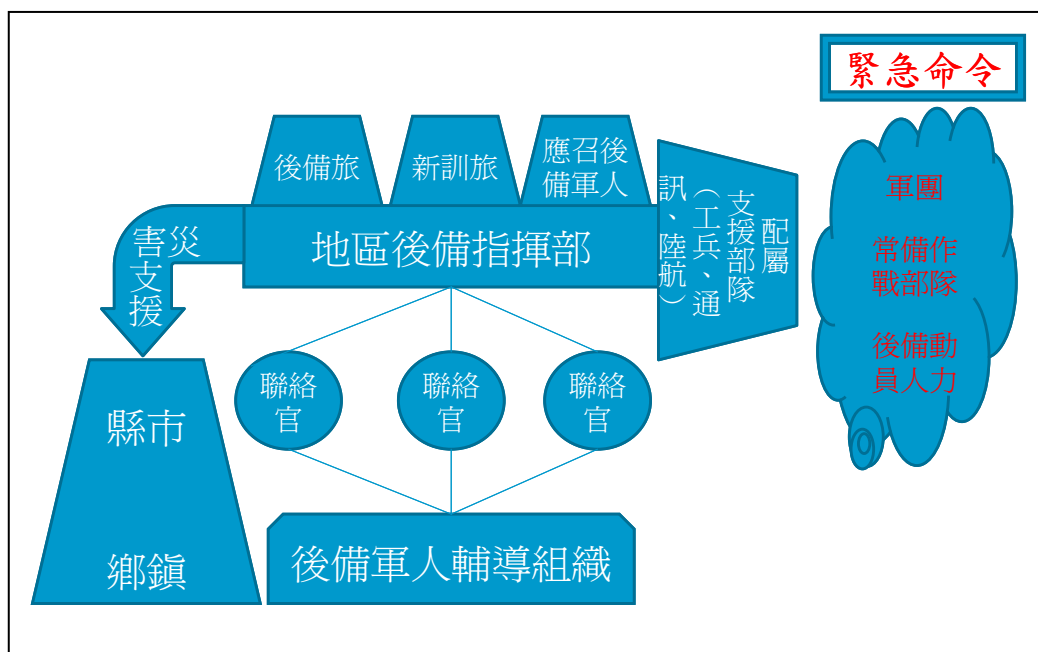 緊急命令
後備旅
新訓旅
應召後
備軍人
配屬
支援部隊
（工兵、通
訊、陸航）
軍團
常備作
戰部隊
後備動
員人力
地區後備指揮部
害災
支
援
聯絡
官
聯絡
官
聯絡
官
縣市
鄉鎮
後備軍人輔導組織